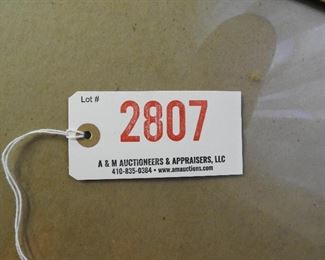 Lot #
2807
A & M AUCTIONEERS & APPRAISERS, LLC
410-835-0384 • www.amauctions.com